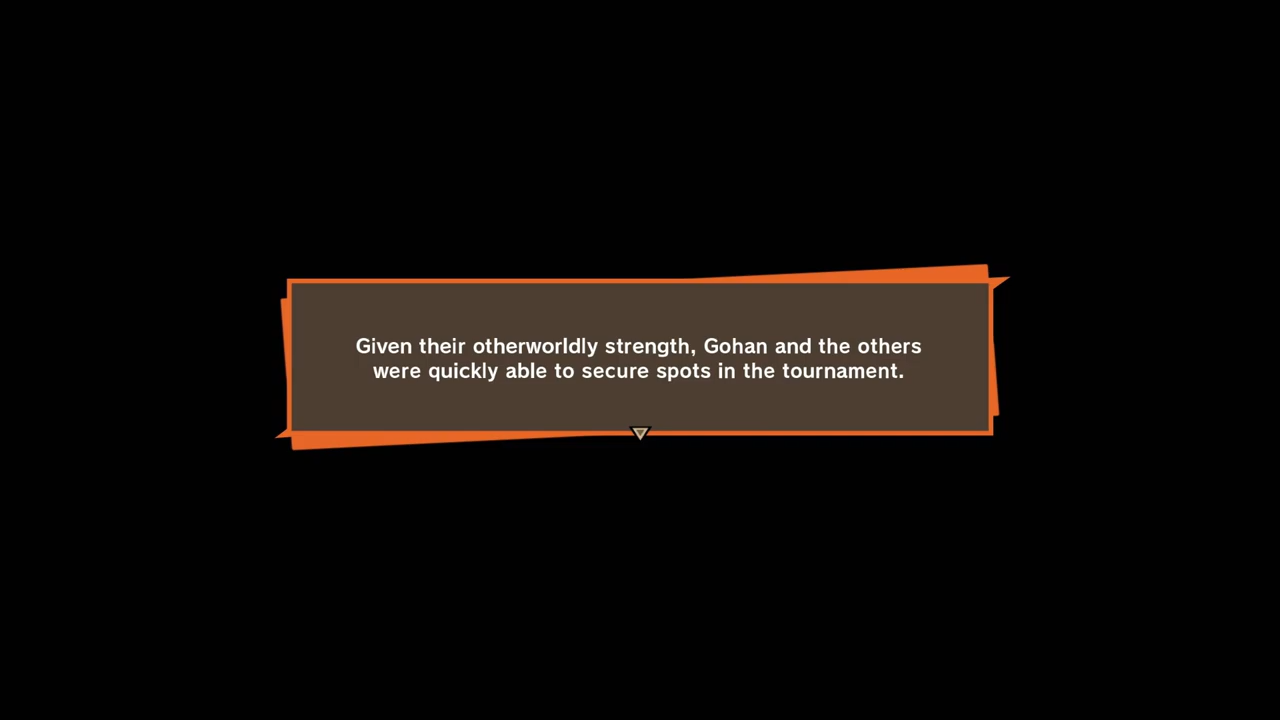 Given their otherworldly strength, Gohan and the others
were quickly able to secure spots in the tournament.